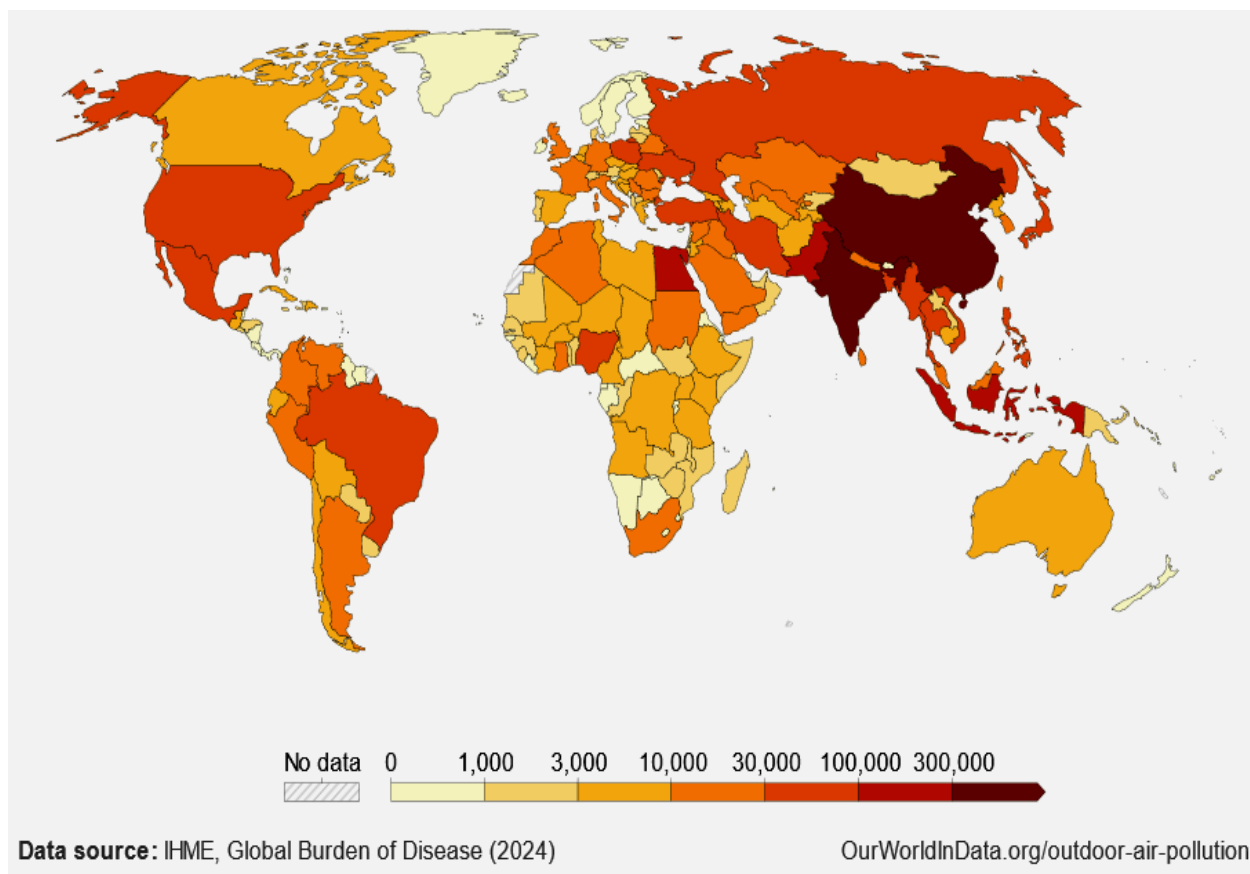 No data 0 1,000 3,000 10,000 30,000 100,000 300,000
Data source: IHME, Global Burden of Disease (2024)
OurWorldInData.org/outdoor-air-pollution